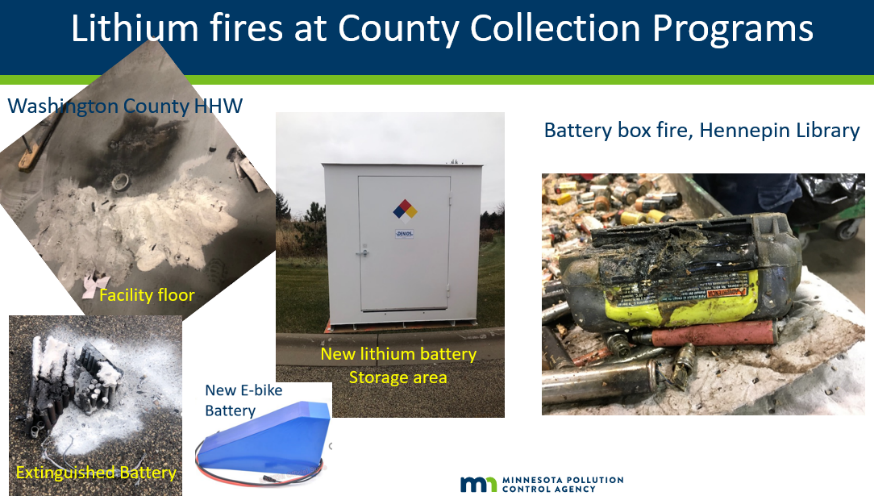 Lithium fires at County Collection Programs
Washington County HHW
Battery box fire, Hennepin Library
Facility floor
New lithium battery
Storage area
New E-bike
Battery
Extinguished Battery
MINNESOTA POLLUTION
CONTROL AGENCY